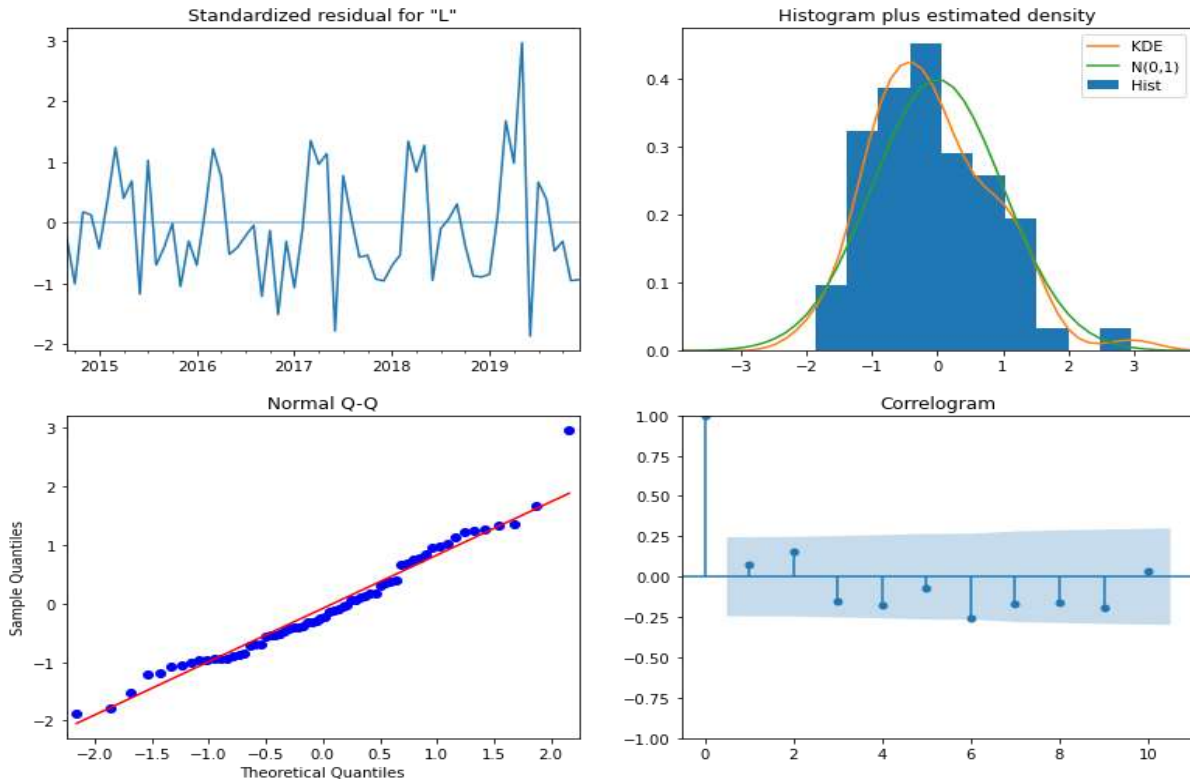 Standardized residual for "L"
3
2
1
0
−1
−2
2015 2016 2017 2018 2019
Histogram plus estimated density
KDE
N(0,1)
Hist
0.4
0.3
0.2
0.1
0.0
−3 −2 −1 0 1 2 3
Normal Q-Q
3
2
1
0
−1
−2
Sample Quantiles
−2.0 −1.5 −1.0 −0.5 0.0 0.5 1.0 1.5 2.0
Theoretical Quantiles
Correlogram
1.00
0.75
0.50
0.25
0.00
−0.25
−0.50
−0.75
−1.00
0 2 4 6 8 10